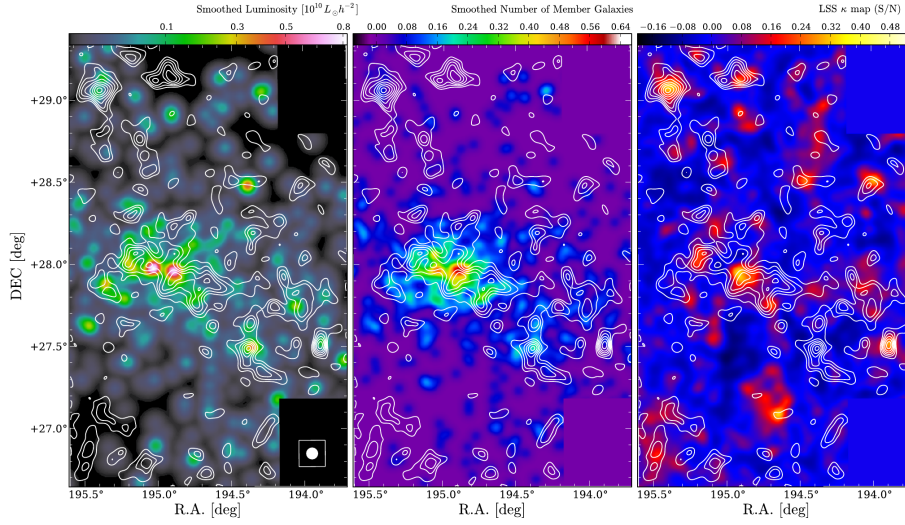 Smoothed Luminosity [10^{10} L_⊙ h^{-2}]
0.1 0.3 0.5 0.8
Smoothed Number of Member Galaxies
0.00 0.08 0.16 0.24 0.32 0.40 0.48 0.56 0.64
LSS κ map (S/N)
−0.16 −0.08 0.00 0.08 0.16 0.24 0.32 0.40 0.48
DEC [deg]
+29.0°
+28.5°
+28.0°
+27.5°
+27.0°
195.5 195.0 194.5 194.0
R.A. [deg]
195.5 195.0 194.5 194.0
R.A. [deg]
195.5 195.0 194.5 194.0
R.A. [deg]